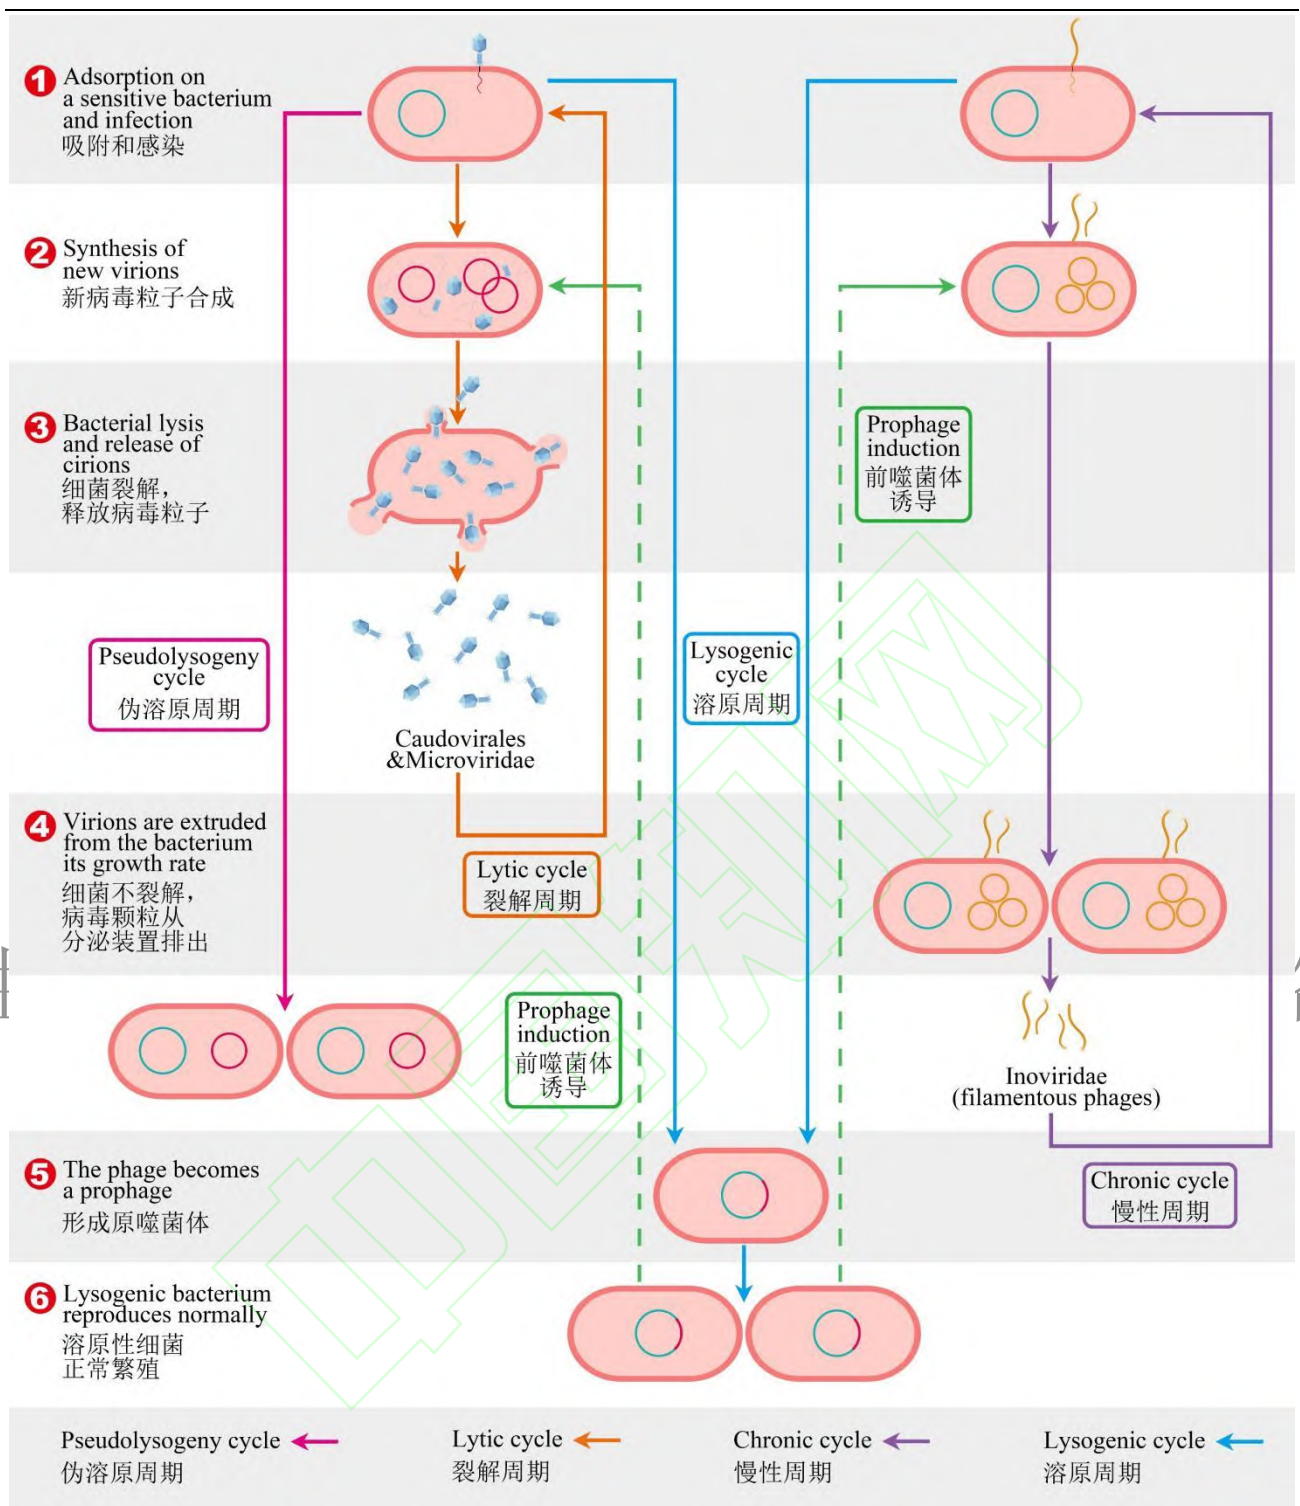 1
Adsorption on
a sensitive bacterium
and infection
吸附和感染
2
Synthesis of
new virions
新病毒粒子合成
3
Bacterial lysis
and release of
cirions
细菌裂解，
释放病毒粒子
Prophage
induction
前噬菌体
诱导
Pseudolysogeny
cycle
伪溶原周期
Lysogenic
cycle
溶原周期
Caudovirales
&Microviridae
4
Virions are extruded
from the bacterium
its growth rate
细菌不裂解，
病毒颗粒从
分泌装置排出
Lytic cycle
裂解周期
Prophage
induction
前噬菌体
诱导
Inoviridae
(filamentous phages)
5
The phage becomes
a prophage
形成原噬菌体
Chronic cycle
慢性周期
6
Lysogenic bacterium
reproduces normally
溶原性细菌
正常繁殖
Pseudolysogeny cycle
伪溶原周期
Lytic cycle
裂解周期
Chronic cycle
慢性周期
Lysogenic cycle
溶原周期